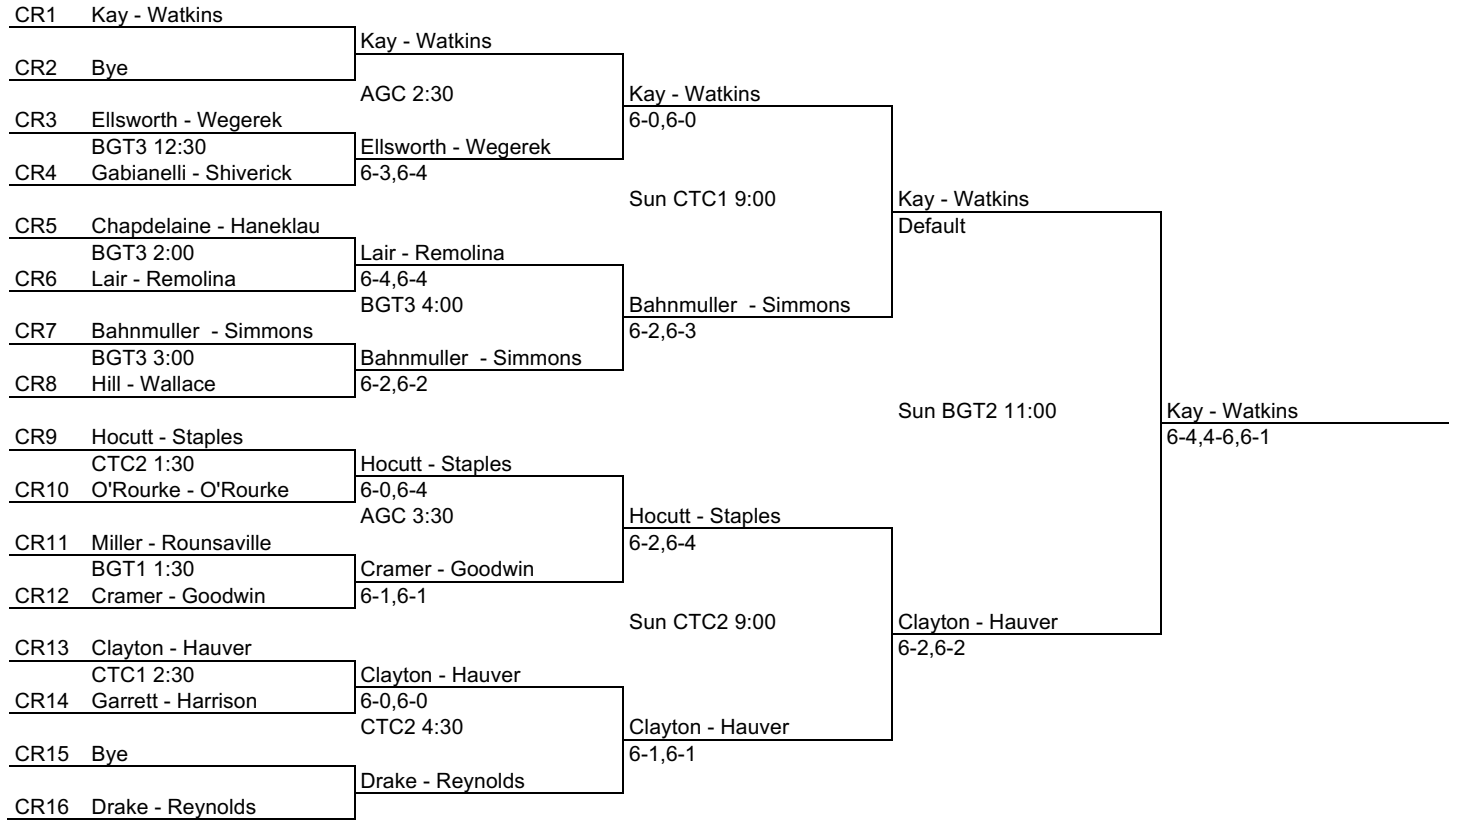 CR1 Kay - Watkins
Kay - Watkins
CR2 Bye
AGC 2:30
Kay - Watkins
CR3 Ellsworth - Wegerek
6-0,6-0
BGT3 12:30
Ellsworth - Wegerek
CR4 Gabianelli - Shiverick
6-3,6-4
Sun CTC1 9:00
Kay - Watkins
CR5 Chapdelaine - Haneklau
Default
BGT3 2:00
Lair - Remolina
CR6 Lair - Remolina
6-4,6-4
BGT3 4:00
Bahnmuller  - Simmons
CR7 Bahnmuller  - Simmons
6-2,6-3
BGT3 3:00
Bahnmuller  - Simmons
CR8 Hill - Wallace
6-2,6-2
Sun BGT2 11:00
Kay - Watkins
CR9 Hocutt - Staples
6-4,4-6,6-1
CTC2 1:30
Hocutt - Staples
CR10 O'Rourke - O'Rourke
6-0,6-4
AGC 3:30
Hocutt - Staples
CR11 Miller - Rounsaville
6-2,6-4
BGT1 1:30
Cramer - Goodwin
CR12 Cramer - Goodwin
6-1,6-1
Sun CTC2 9:00
Clayton - Hauver
CR13 Clayton - Hauver
6-2,6-2
CTC1 2:30
Clayton - Hauver
CR14 Garrett - Harrison
6-0,6-0
CTC2 4:30
Clayton - Hauver
CR15 Bye
6-1,6-1
Drake - Reynolds
CR16 Drake - Reynolds